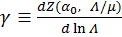 γ ≡ dZ(α₀, Λ/μ) / d ln Λ